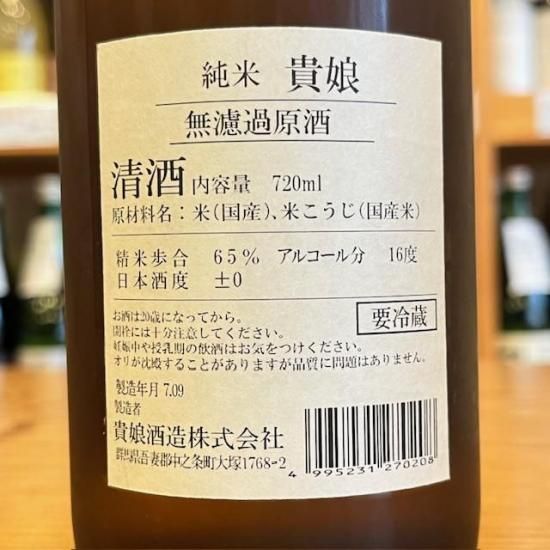 純米 貴娘
無濾過原酒
清酒 内容量 720ml
原材料名：米（国産）、米こうじ（国産米）
精米歩合 65% アルコール分 16度
日本酒度 ±0
お酒は20歳になってから。
開栓には十分注意してください。
妊娠中や授乳期の飲酒はお気をつけください。
オリが沈殿することがありますが品質に問題はありません。
要冷蔵
製造年月 7.09
製造者
貴娘酒造株式会社
群馬県吾妻郡中之条町大塚1768-2
4 995231 270208